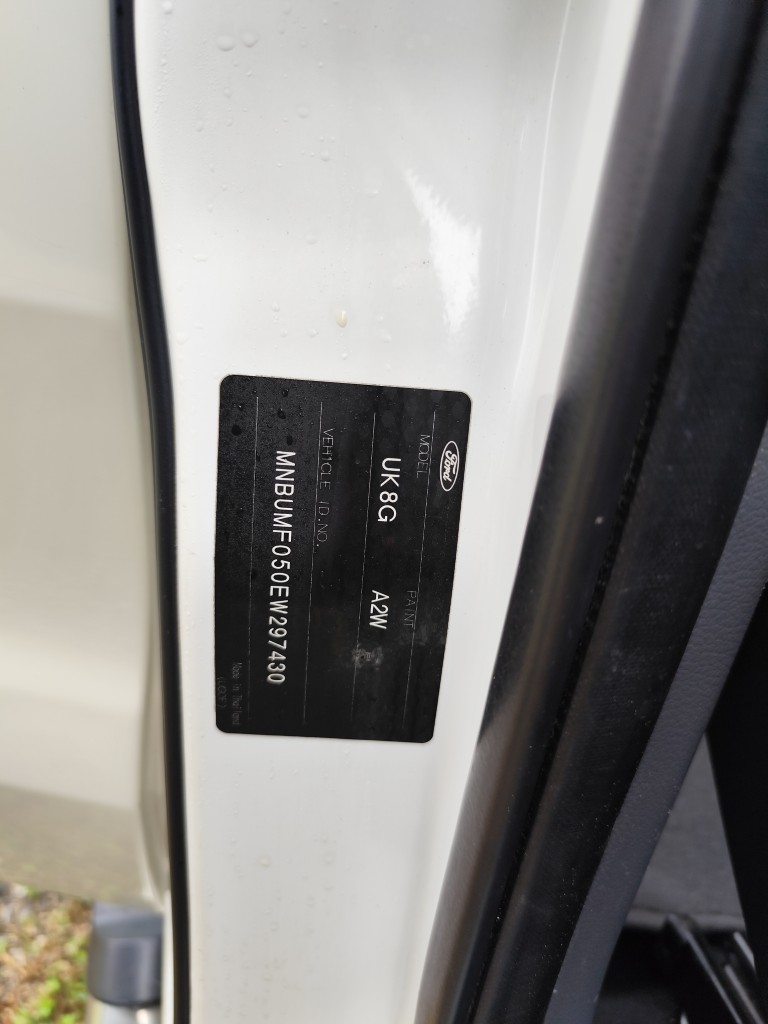 Ford
MODEL PAINT
UK8G A2W
VEHICLE ID.NO.
MNBUMF050EW297430
Made in Thailand